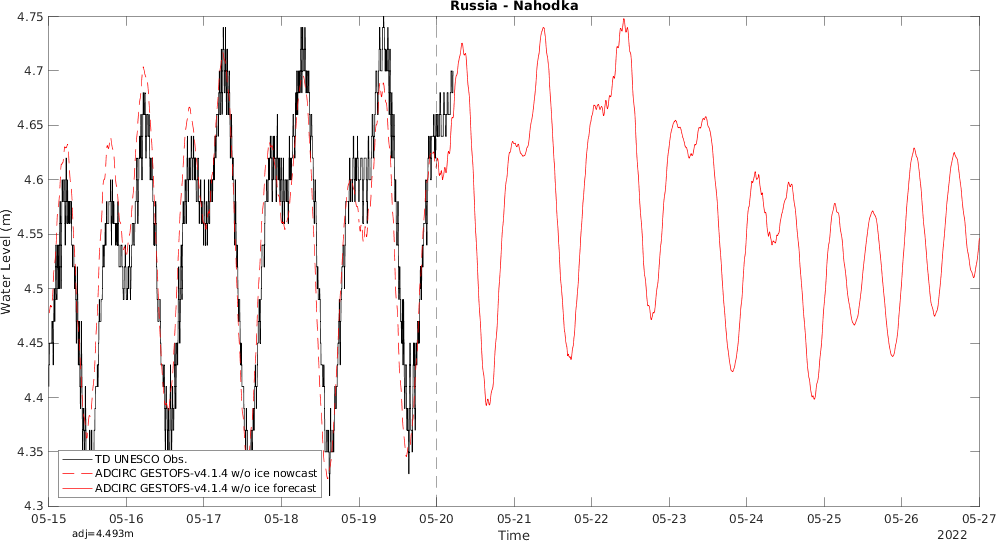 Russia - Nahodka
4.75
4.7
4.65
4.6
4.55
4.5
4.45
4.4
4.35
4.3
Water Level (m)
TD UNESCO Obs.
ADCIRC GESTOFS-v4.1.4 w/o ice nowcast
ADCIRC GESTOFS-v4.1.4 w/o ice forecast
05-15 05-16 05-17 05-18 05-19 05-20 05-21 05-22 05-23 05-24 05-25 05-26 05-27
adj=4.493m Time 2022